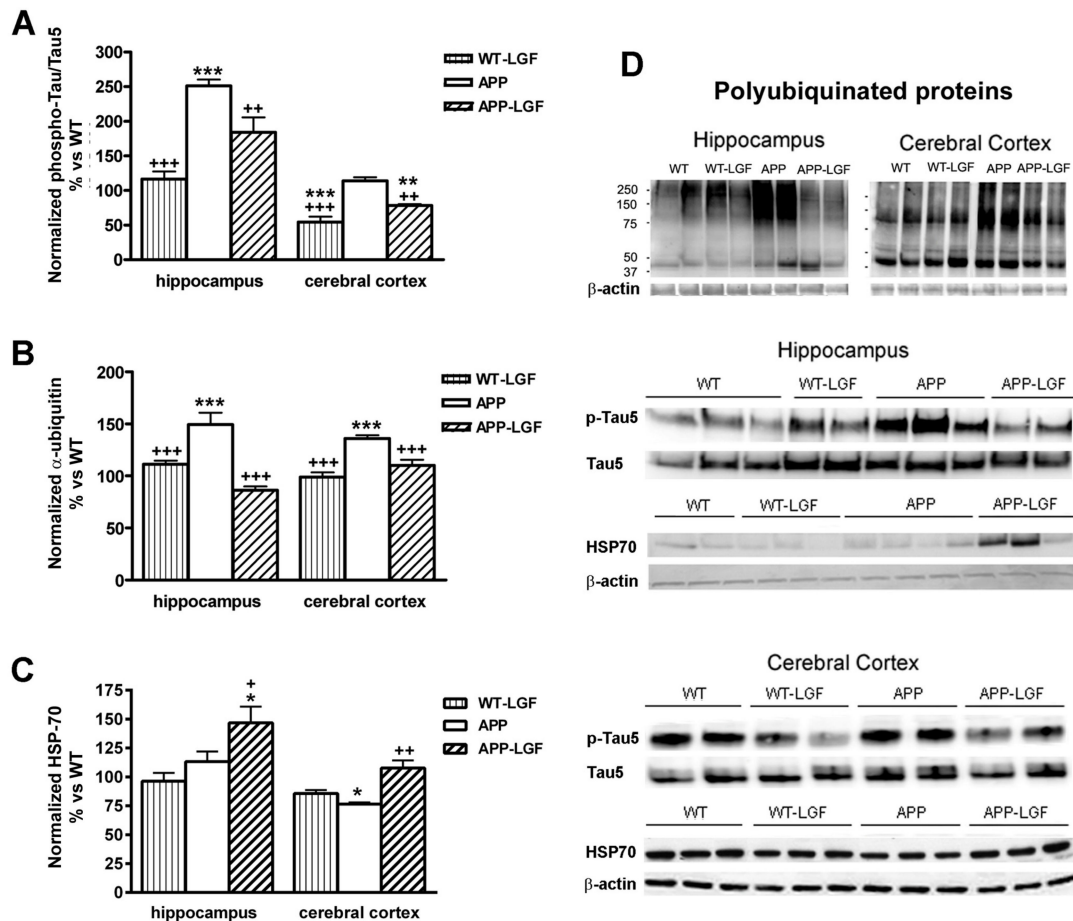 A
Normalized phospho-Tau/Tau5
% vs WT
300
250
200
150
100
50
0
+++
***
++
***
+++
**
++
hippocampus
cerebral cortex
WT-LGF
APP
APP-LGF
B
Normalized α-ubiquitin
% vs WT
200
150
100
50
0
+++
***
+++
+++
***
+++
hippocampus
cerebral cortex
WT-LGF
APP
APP-LGF
C
Normalized HSP-70
% vs WT
175
150
125
100
75
50
25
0
+
*
*
++
hippocampus
cerebral cortex
WT-LGF
APP
APP-LGF
D
Polyubiquinated proteins
Hippocampus
WT WT-LGF APP APP-LGF
250
150
75
50
37
β-actin
Cerebral Cortex
WT WT-LGF APP APP-LGF
Hippocampus
WT WT-LGF APP APP-LGF
p-Tau5
Tau5
WT WT-LGF APP APP-LGF
HSP70
β-actin
Cerebral Cortex
WT WT-LGF APP APP-LGF
p-Tau5
Tau5
WT WT-LGF APP APP-LGF
HSP70
β-actin